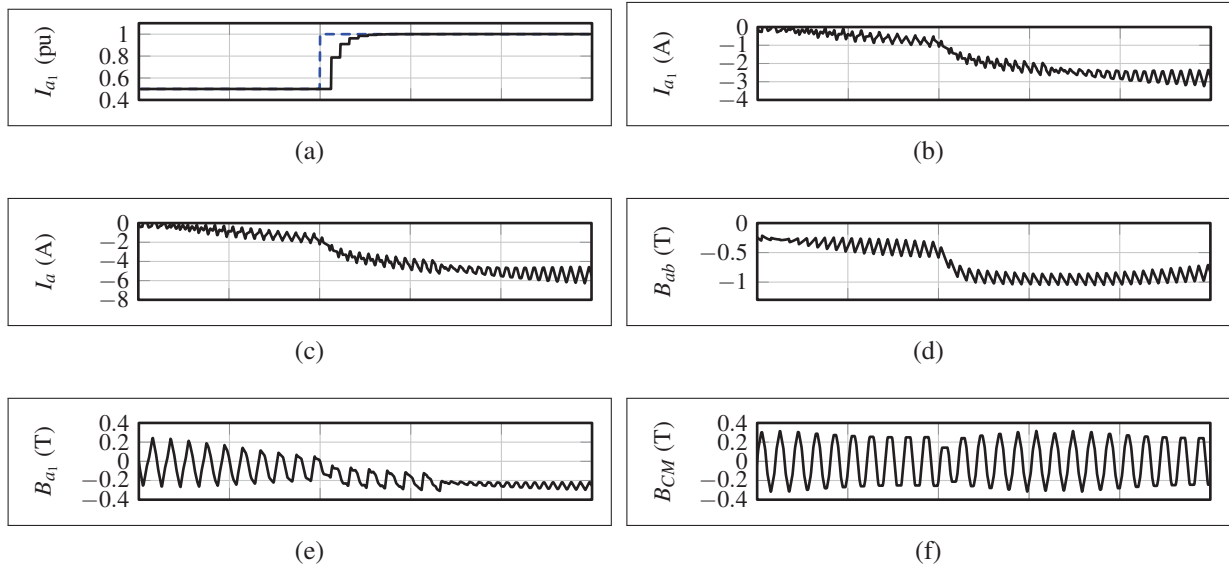 I_{a_1} (pu)
1
0.8
0.6
0.4
(a)
I_{a_1} (A)
0
−1
−2
−3
−4
(b)
I_a (A)
0
−2
−4
−6
−8
(c)
B_{ab} (T)
0
−0.5
−1
(d)
B_{a_1} (T)
0.4
0.2
0
−0.2
−0.4
(e)
B_{CM} (T)
0.4
0.2
0
−0.2
−0.4
(f)